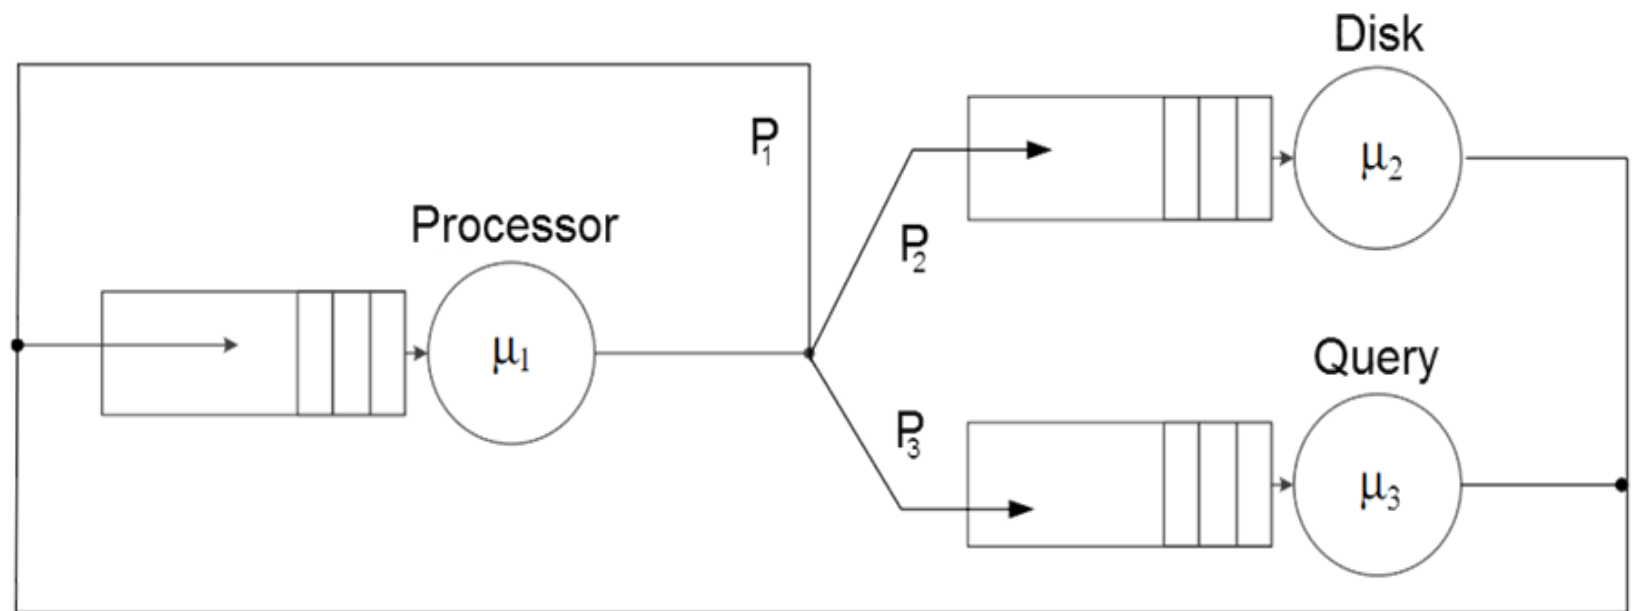 Disk
P₁
μ₂
Processor
P₂
μ₁
Query
P₃
μ₃